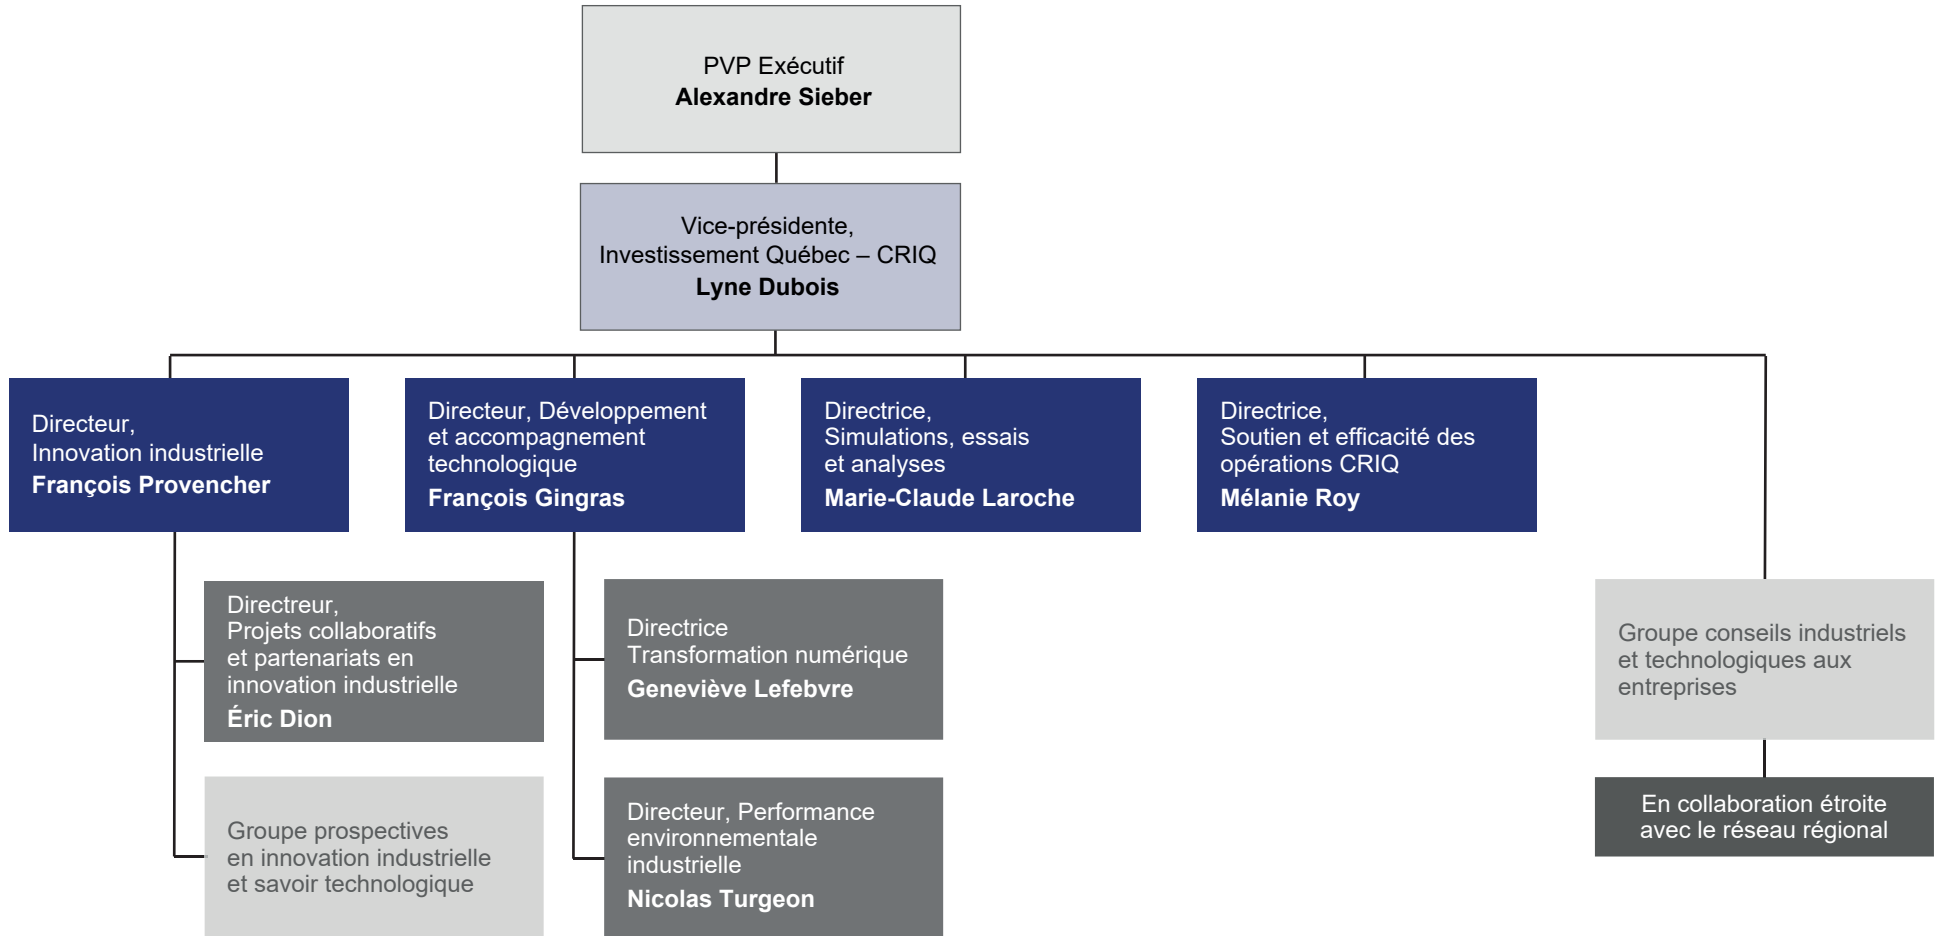 PVP Exécutif
Alexandre Sieber
Vice-présidente,
Investissement Québec – CRIQ
Lyne Dubois
Directeur,
Innovation industrielle
François Provencher
Directeur, Développement
et accompagnement
technologique
François Gingras
Directrice,
Simulations, essais
et analyses
Marie-Claude Laroche
Directrice,
Soutien et efficacité des
opérations CRIQ
Mélanie Roy
Directreur,
Projets collaboratifs
et partenariats en
innovation industrielle
Éric Dion
Directrice
Transformation numérique
Geneviève Lefebvre
Groupe conseils industriels
et technologiques aux
entreprises
Groupe prospectives
en innovation industrielle
et savoir technologique
Directeur, Performance
environnementale
industrielle
Nicolas Turgeon
En collaboration étroite
avec le réseau régional